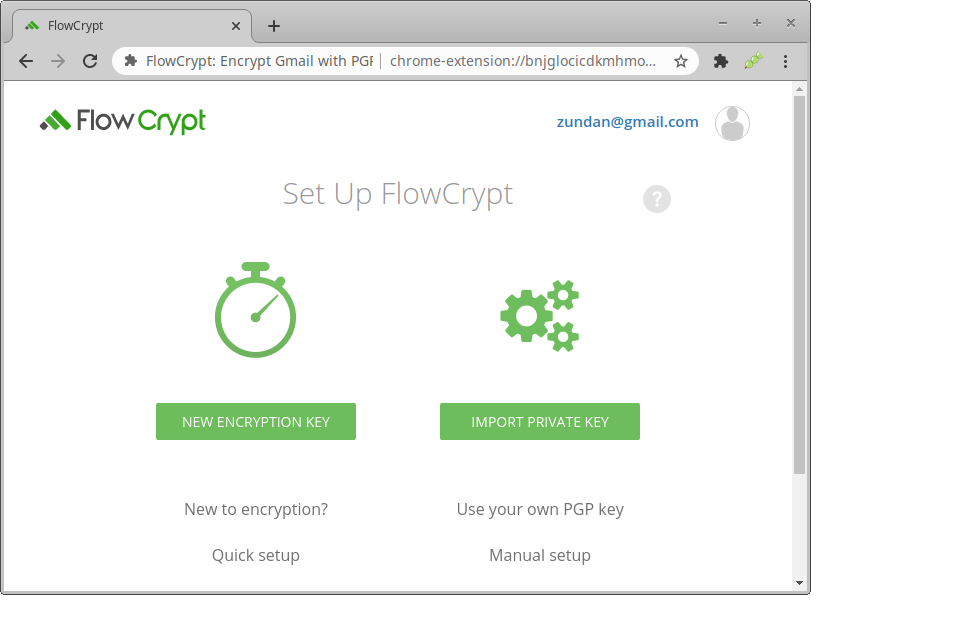 FlowCrypt
FlowCrypt: Encrypt Gmail with PGP
chrome-extension://bnjglocicdkmhmo...
FlowCrypt
zundan@gmail.com
Set Up FlowCrypt
?
NEW ENCRYPTION KEY
IMPORT PRIVATE KEY
New to encryption?
Use your own PGP key
Quick setup
Manual setup